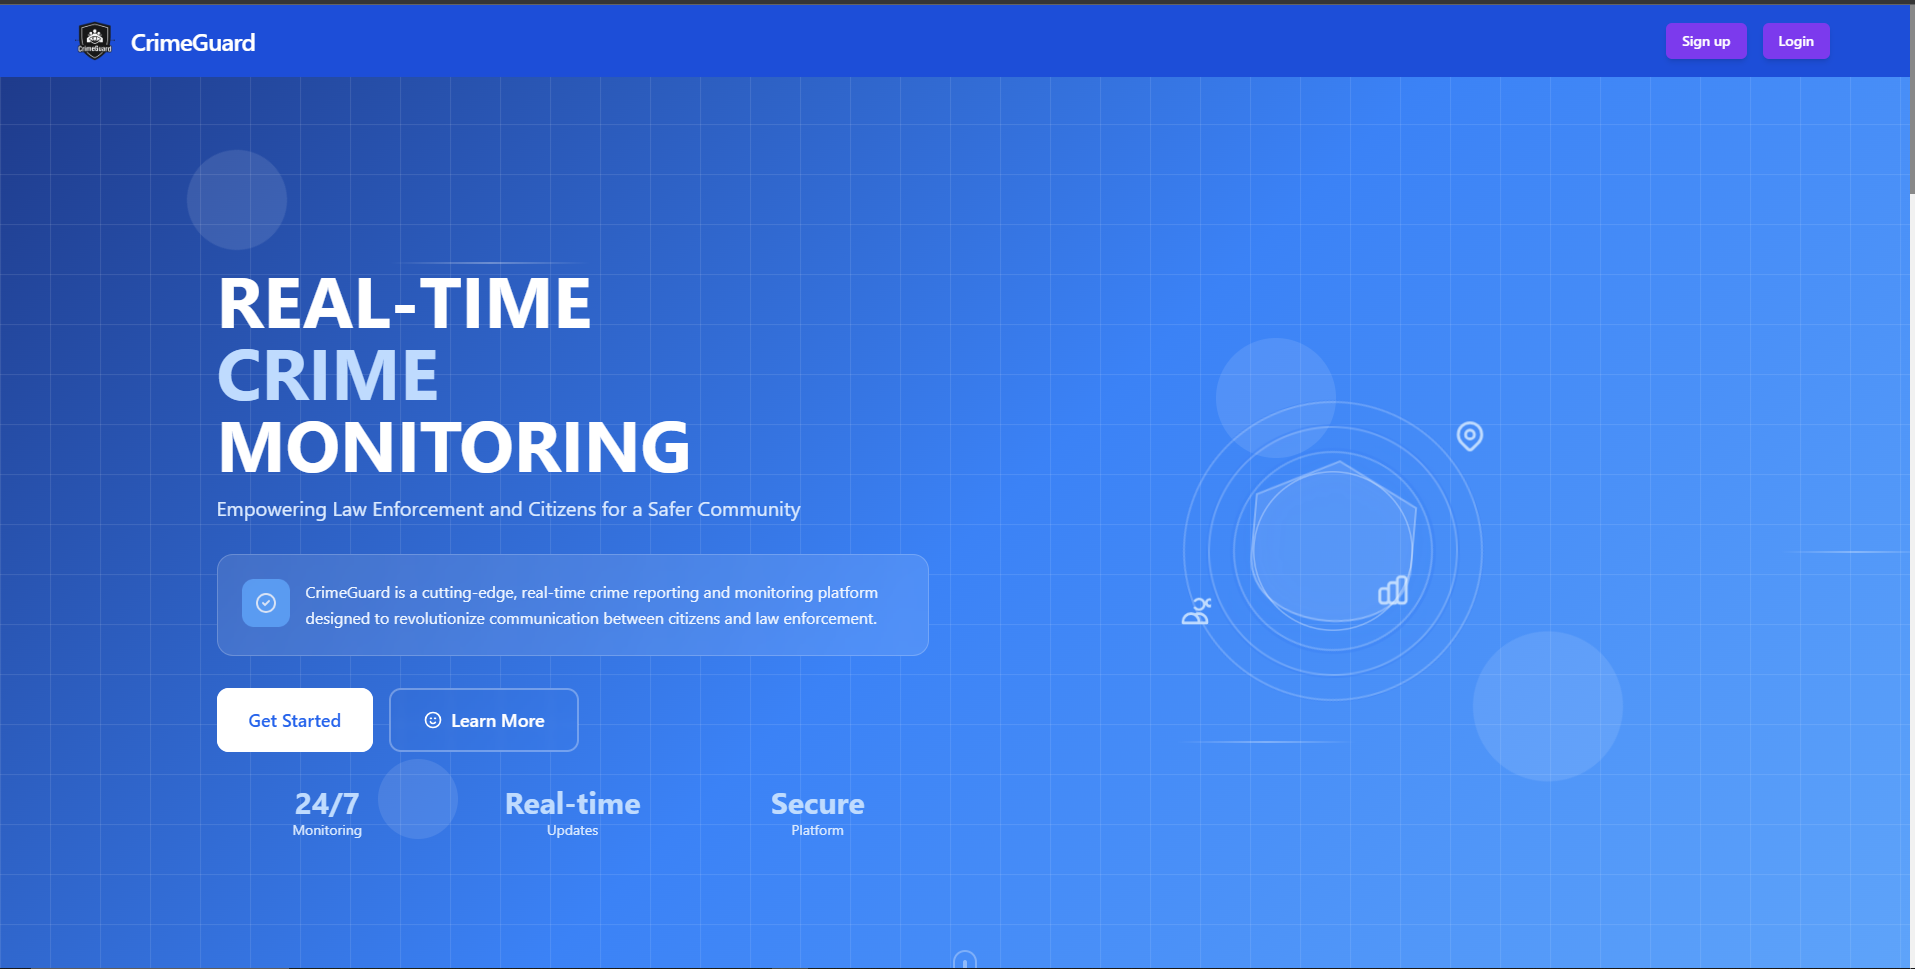 CrimeGuard
CrimeGuard
Sign up
Login
REAL-TIME
CRIME
MONITORING
Empowering Law Enforcement and Citizens for a Safer Community
CrimeGuard is a cutting-edge, real-time crime reporting and monitoring platform
designed to revolutionize communication between citizens and law enforcement.
Get Started
Learn More
24/7
Monitoring
Real-time
Updates
Secure
Platform